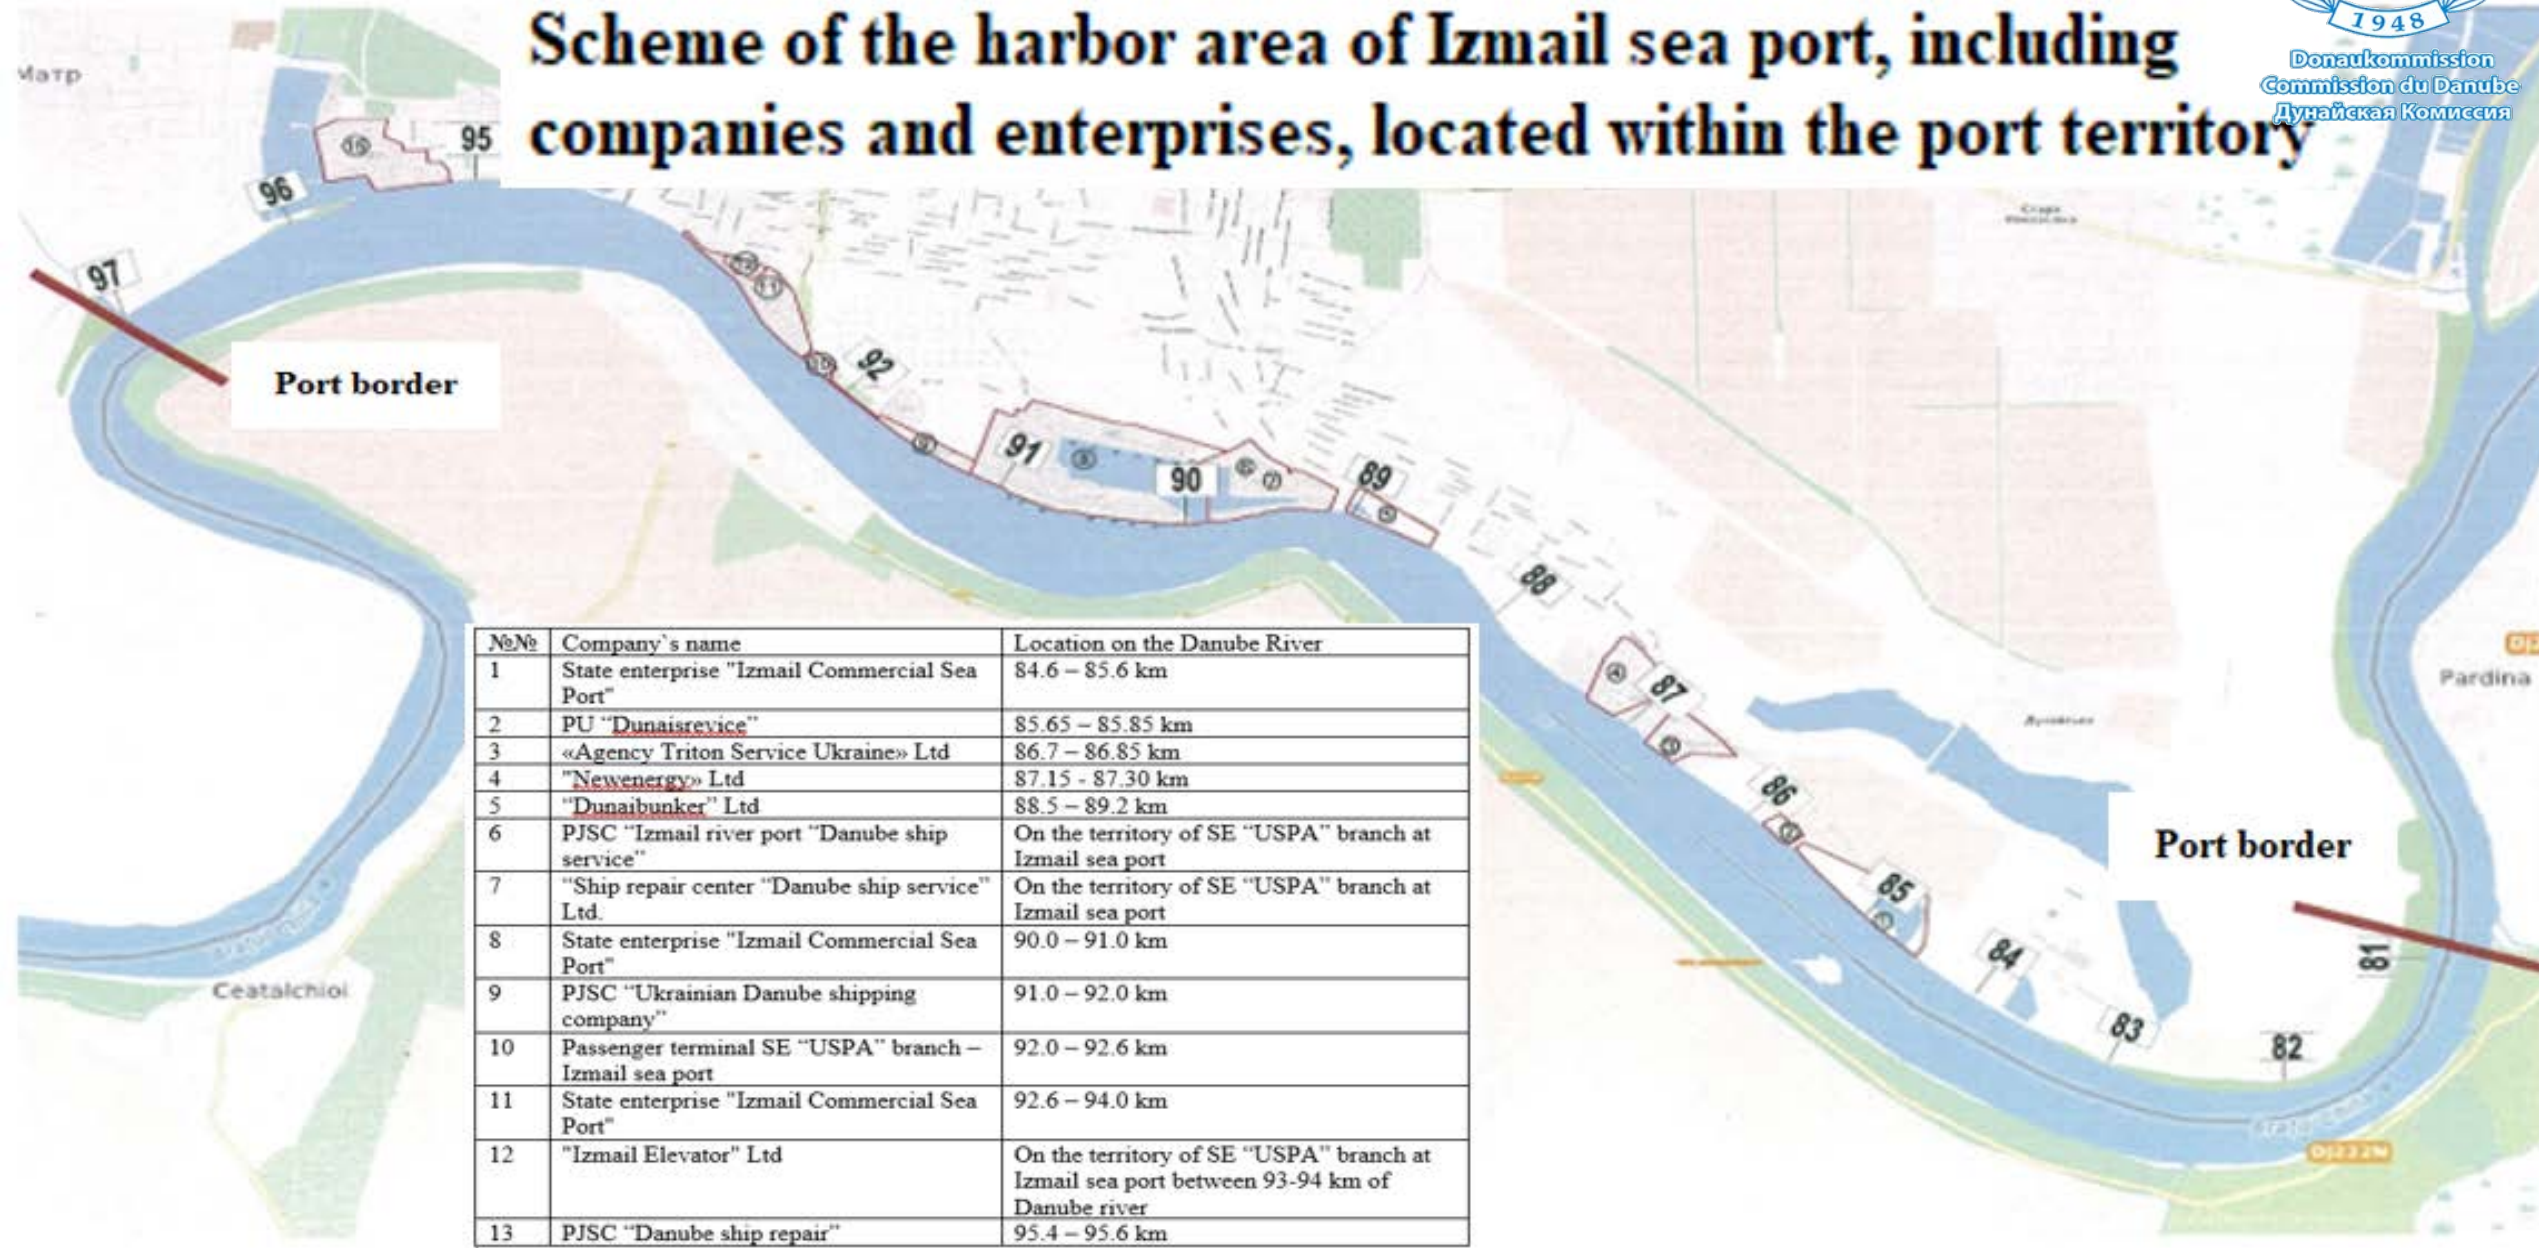 Scheme of the harbor area of Izmail sea port, including
companies and enterprises, located within the port territory
1948
Donaukommission
Commission du Danube
Дунайская Комиссия
97
96
95
92
91
90
89
88
87
86
85
84
83
82
81
Port border
Port border
Pardina
Ceatalchioi
DJ222N
№№ Company`s name Location on the Danube River
1 State enterprise "Izmail Commercial Sea 84.6 – 85.6 km
Port"
2 PU “Dunaisrevice” 85.65 – 85.85 km
3 «Agency Triton Service Ukraine» Ltd 86.7 – 86.85 km
4 "Newenergy» Ltd 87.15 - 87.30 km
5 “Dunaibunker” Ltd 88.5 – 89.2 km
6 PJSC “Izmail river port “Danube ship On the territory of SE “USPA” branch at
service” Izmail sea port
7 “Ship repair center “Danube ship service” On the territory of SE “USPA” branch at
Ltd. Izmail sea port
8 State enterprise "Izmail Commercial Sea 90.0 – 91.0 km
Port"
9 PJSC “Ukrainian Danube shipping 91.0 – 92.0 km
company”
10 Passenger terminal SE “USPA” branch – 92.0 – 92.6 km
Izmail sea port
11 State enterprise "Izmail Commercial Sea 92.6 – 94.0 km
Port"
12 "Izmail Elevator" Ltd On the territory of SE “USPA” branch at
Izmail sea port between 93-94 km of
Danube river
13 PJSC “Danube ship repair” 95.4 – 95.6 km